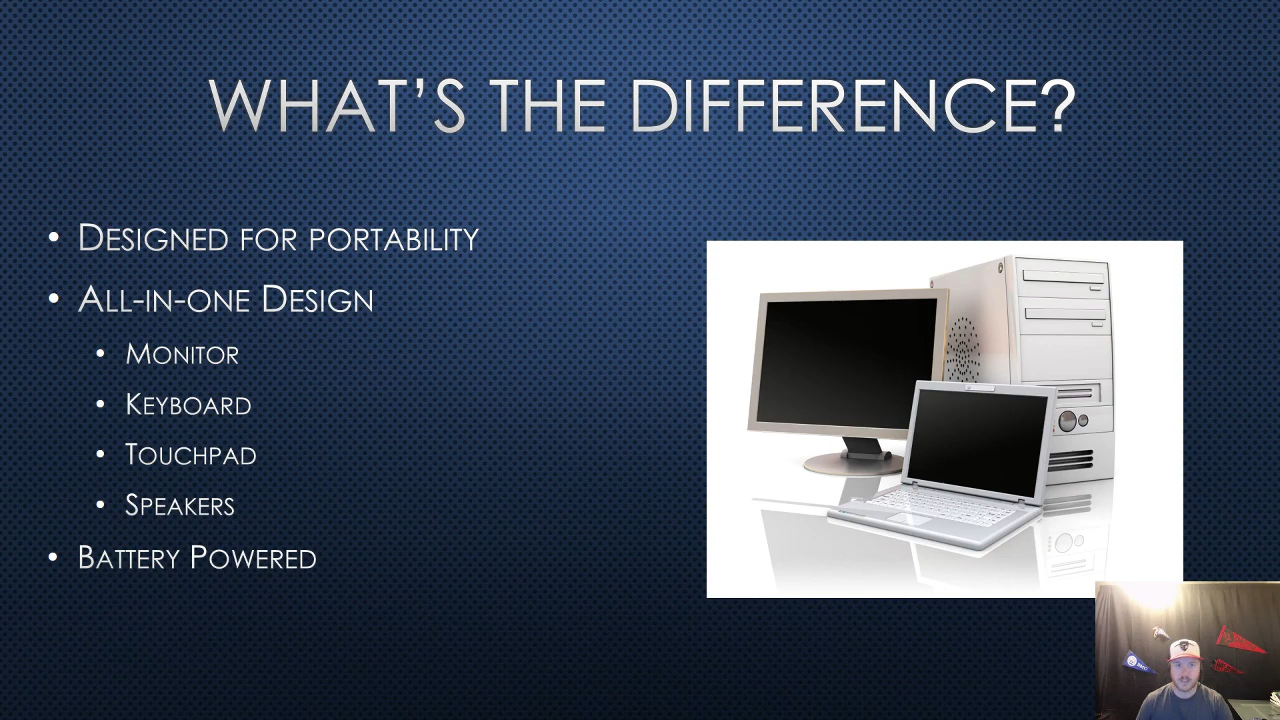 WHAT'S THE DIFFERENCE?
• DESIGNED FOR PORTABILITY
• ALL-IN-ONE DESIGN
• MONITOR
• KEYBOARD
• TOUCHPAD
• SPEAKERS
• BATTERY POWERED